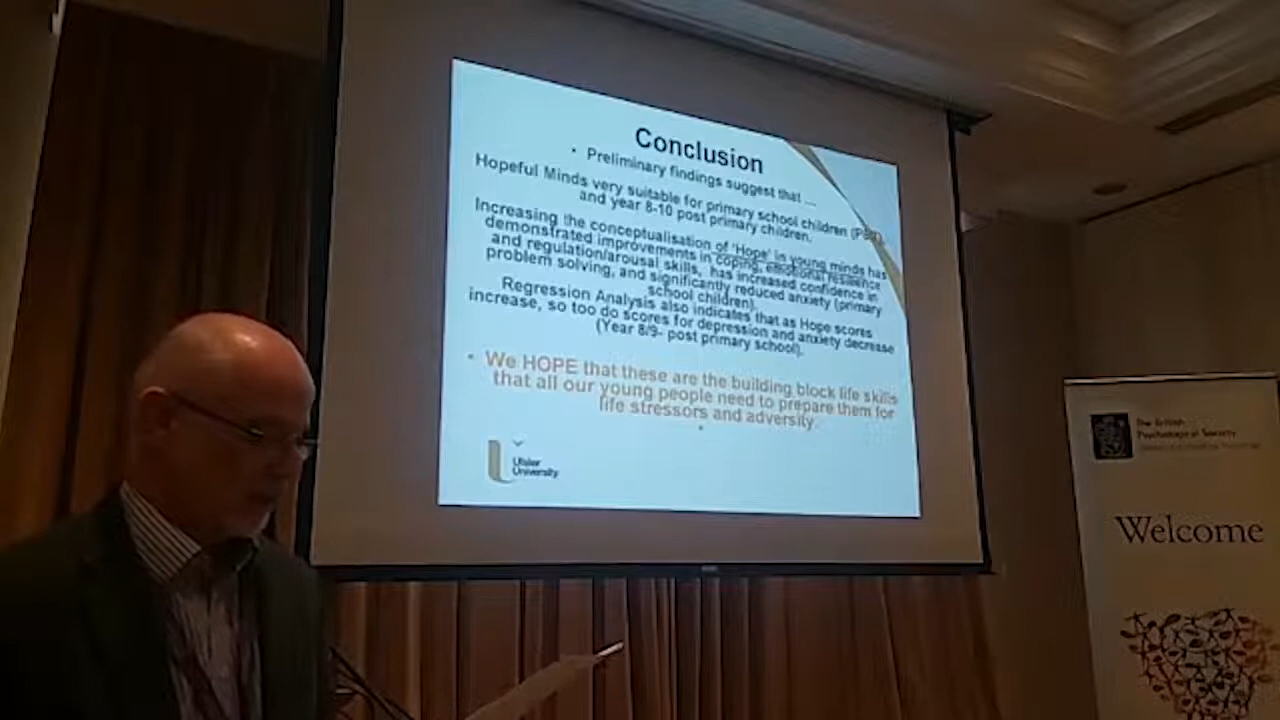 Conclusion
• Preliminary findings suggest that ...
Hopeful Minds very suitable for primary school children
and year 8-10 post primary children.
Increasing the conceptualisation of 'Hope' in young minds has
demonstrated improvements in coping, emotional resilience
and regulation/arousal skills, has increased confidence in
problem solving, and significantly reduced anxiety (primary
school children).
Regression Analysis also indicates that as Hope scores
increase, so too do scores for depression and anxiety decrease
(Year 8/9- post primary school).
• We HOPE that these are the building block life skills
that all our young people need to prepare them for
life stressors and adversity.
Ulster
University
The British
Psychological Society
Welcome